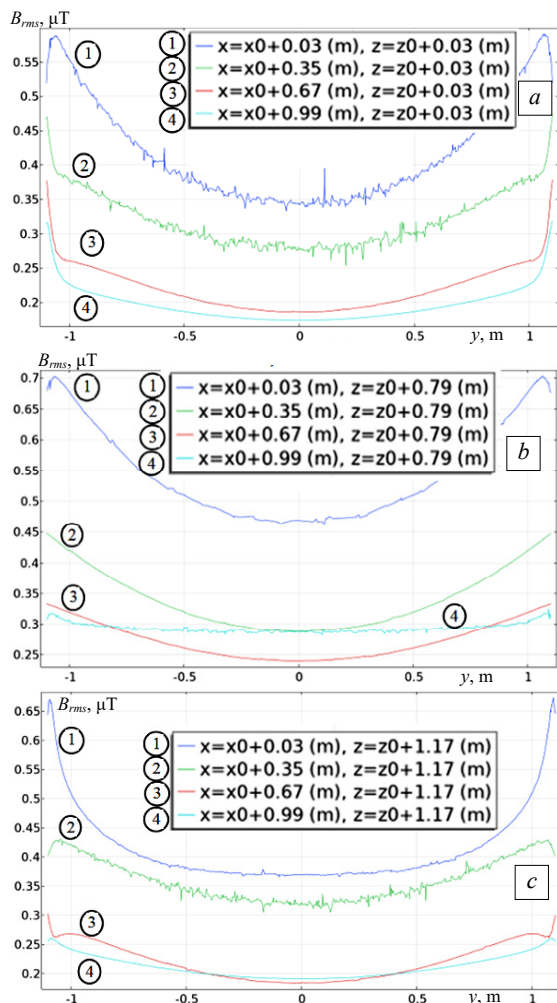 B_rms, μT
① x=x0+0.03 (m), z=z0+0.03 (m)
② x=x0+0.35 (m), z=z0+0.03 (m)
③ x=x0+0.67 (m), z=z0+0.03 (m)
④ x=x0+0.99 (m), z=z0+0.03 (m)
a
①
②
③
④
0.55
0.5
0.45
0.4
0.35
0.3
0.25
0.2
-1 -0.5 0 0.5 1
y, m
B_rms, μT
① x=x0+0.03 (m), z=z0+0.79 (m)
② x=x0+0.35 (m), z=z0+0.79 (m)
③ x=x0+0.67 (m), z=z0+0.79 (m)
④ x=x0+0.99 (m), z=z0+0.79 (m)
b
①
②
③
④
0.7
0.65
0.6
0.55
0.5
0.45
0.4
0.35
0.3
0.25
-1 -0.5 0 0.5 1
y, m
B_rms, μT
① x=x0+0.03 (m), z=z0+1.17 (m)
② x=x0+0.35 (m), z=z0+1.17 (m)
③ x=x0+0.67 (m), z=z0+1.17 (m)
④ x=x0+0.99 (m), z=z0+1.17 (m)
c
①
②
③
④
0.65
0.6
0.55
0.5
0.45
0.4
0.35
0.3
0.25
0.2
-1 -0.5 0 0.5 1
y, m